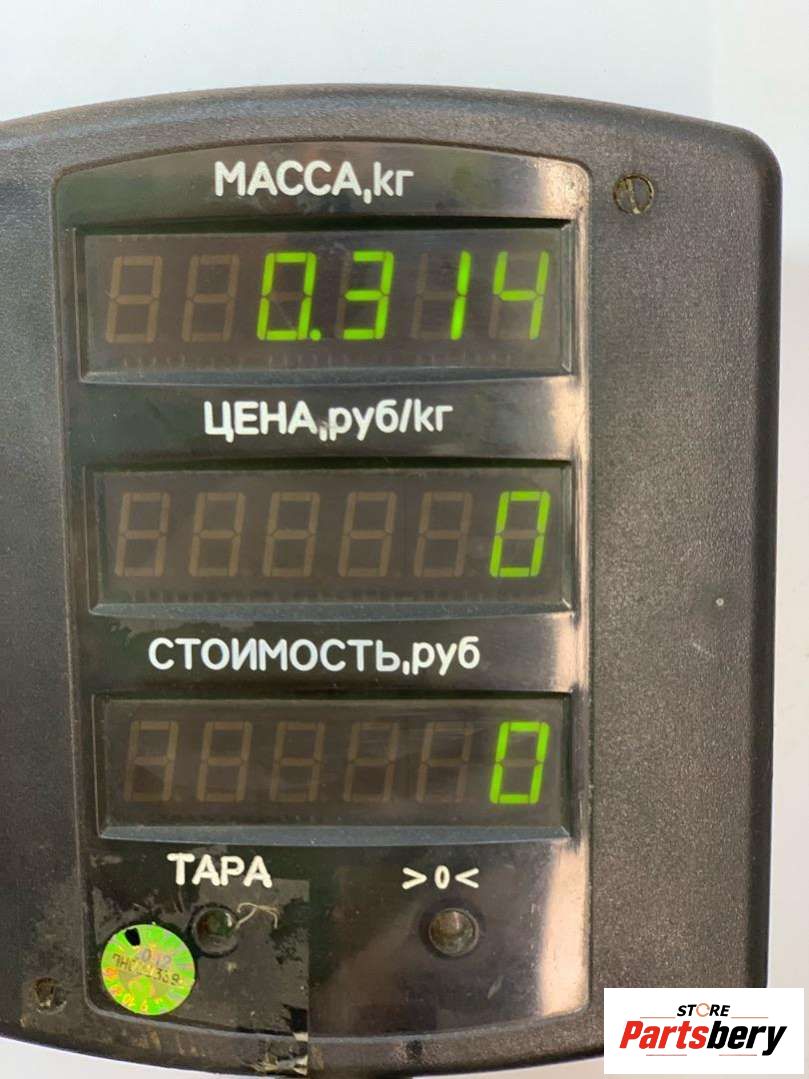 МАССА,кг
0.314
ЦЕНА,руб/кг
0
СТОИМОСТЬ,руб
0
ТАРА >0<
STORE
Partsbery